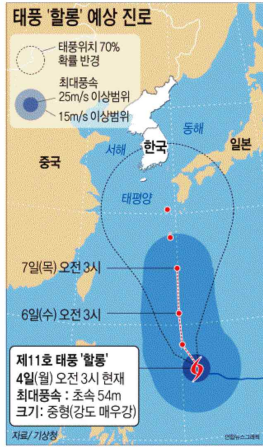 태풍 '할롱' 예상 진로
태풍위치 70%
확률 반경
최대풍속
25m/s 이상범위
15m/s 이상범위
동해
서해
한국
일본
중국
태평양
7일(목) 오전 3시
6일(수) 오전 3시
제11호 태풍 '할롱'
4일(월) 오전 3시 현재
최대풍속 : 초속 54m
크기 : 중형(강도 매우강)
자료/기상청
연합뉴스그래픽